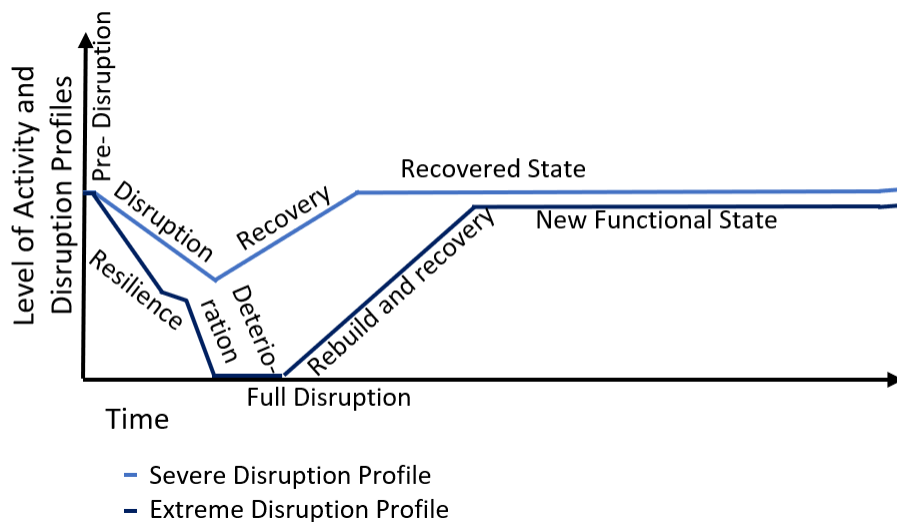 Level of Activity and
Disruption Profiles
Pre- Disruption
Disruption
Recovery
Recovered State
New Functional State
Resilience
Deterio-
ration
Rebuild and recovery
Full Disruption
Time
Severe Disruption Profile
Extreme Disruption Profile